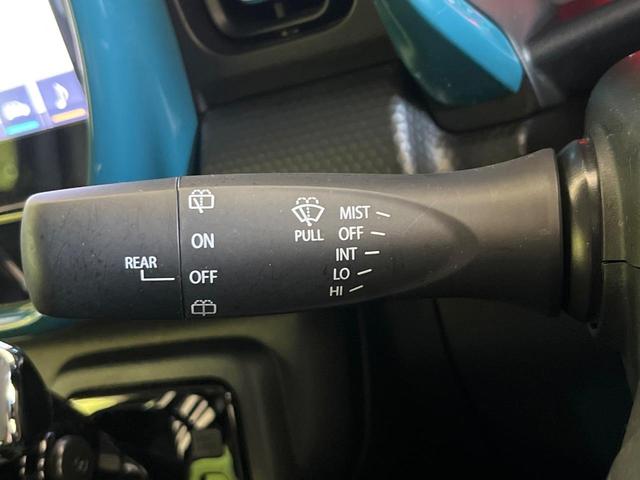 MIST
PULL OFF
ON INT
REAR OFF LO
HI